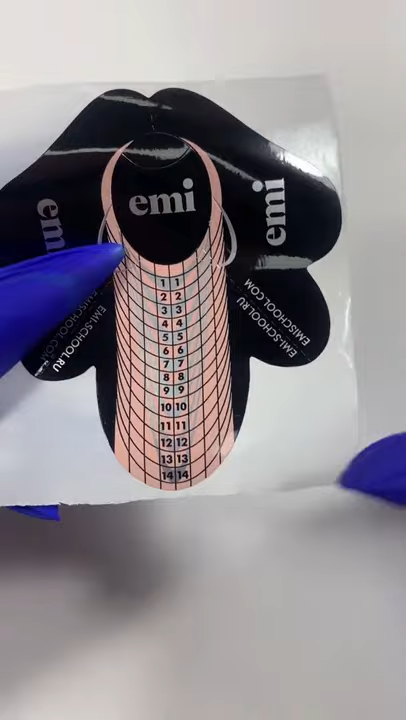 emi
emi
em
EMI-SCHOOL.RU
EMISCHOOL.COM
EMISCHOOL.COM
EMI-SCHOOL.RU
1 1
2 2
3 3
4 4
5 5
6 6
7 7
8 8
9 9
10 10
11 11
12 12
13 13
14 14